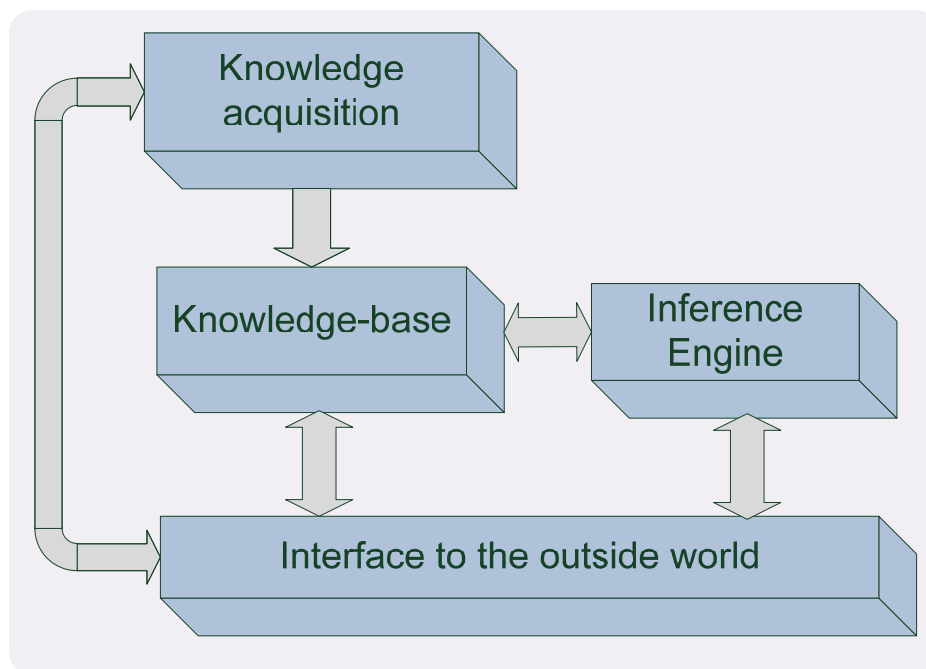 Knowledge
acquisition
Knowledge-base
Inference
Engine
Interface to the outside world